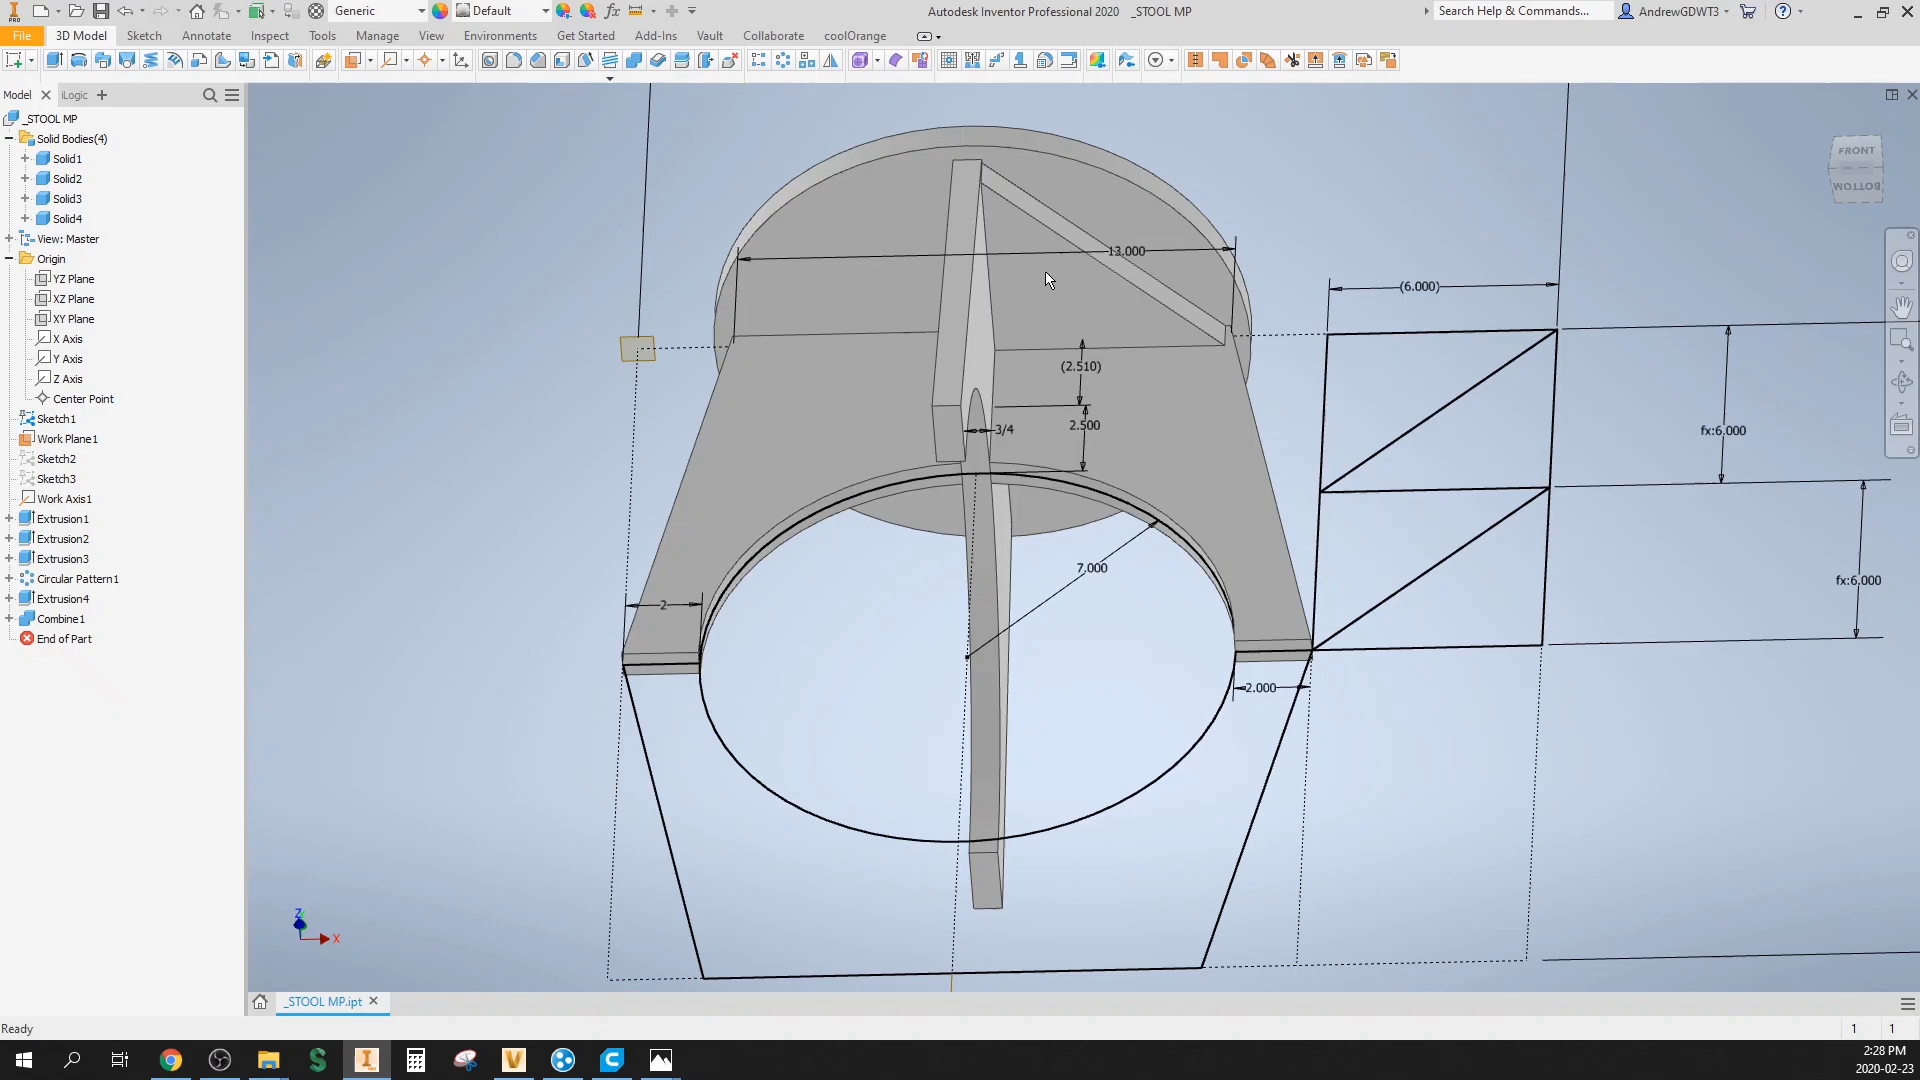 PRO
Generic
Default
fx
Autodesk Inventor Professional 2020 _STOOL MP
Search Help & Commands...
AndrewGDWT3
File 3D Model Sketch Annotate Inspect Tools Manage View Environments Get Started Add-Ins Vault Collaborate coolOrange
Model iLogic
_STOOL MP
Solid Bodies(4)
Solid1
Solid2
Solid3
Solid4
View: Master
Origin
YZ Plane
XZ Plane
XY Plane
X Axis
Y Axis
Z Axis
Center Point
Sketch1
Work Plane1
Sketch2
Sketch3
Work Axis1
Extrusion1
Extrusion2
Extrusion3
Circular Pattern1
Extrusion4
Combine1
End of Part
FRONT
BOTTOM
13.000
(6.000)
(2.510)
2.500
3/4
fx:6.000
fx:6.000
7.000
2
2.000
Z
X
_STOOL MP.ipt
Ready
1 1
2:28 PM
2020-02-23